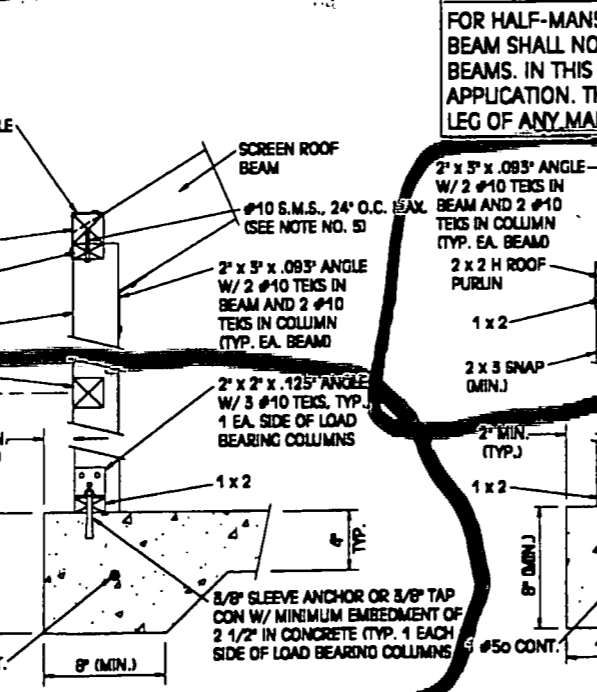 FOR HALF-MANS
BEAM SHALL NO
BEAMS. IN THIS
APPLICATION. TH
LEG OF ANY MAN
LE
SCREEN ROOF
BEAM
#10 S.M.S., 24" O.C. MAX.
(SEE NOTE NO. 5)
2" x 3" x .093" ANGLE
W/ 2 #10 TEKS IN
BEAM AND 2 #10
TEKS IN COLUMN
(TYP. EA. BEAM)
2" x 2" x .125" ANGLE
W/ 3 #10 TEKS, TYP.
1 EA. SIDE OF LOAD
BEARING COLUMNS
1 x 2
4" TYP.
3/8" SLEEVE ANCHOR OR 3/8" TAP
CON W/ MINIMUM EMBEDMENT OF
2 1/2" IN CONCRETE (TYP. 1 EACH
SIDE OF LOAD BEARING COLUMNS
8" (MIN.)
2" x 3" x .093" ANGLE
W/ 2 #10 TEKS IN
BEAM AND 2 #10
TEKS IN COLUMN
(TYP. EA. BEAM)
2 x 2 H ROOF
PURLIN
1 x 2
2 x 3 SNAP
(MIN.)
2" MIN.
(TYP.)
1 x 2
8" (MIN.)
#50 CONT.